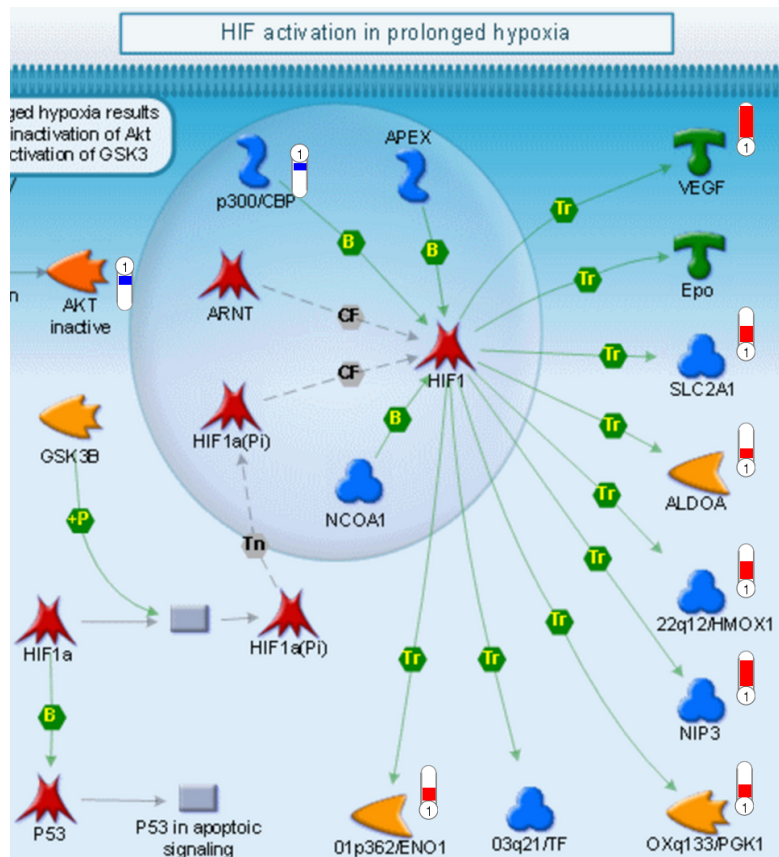 HIF activation in prolonged hypoxia
ged hypoxia results
inactivation of Akt
ctivation of GSK3
1
p300/CBP
APEX
1
VEGF
Tr
B
B
1
AKT
inactive
n
ARNT
CF
Tr
Epo
HIF1
CF
Tr
1
SLC2A1
GSK3B
HIF1a(Pi)
B
Tr
1
ALDOA
NCOA1
Tr
+P
Tn
Tr
1
22q12/HMOX1
HIF1a
HIF1a(Pi)
Tr
Tr
Tr
1
NIP3
B
P53
P53 in apoptoic
signaling
1
01p362/ENO1
03q21/TF
1
OXq133/PGK1